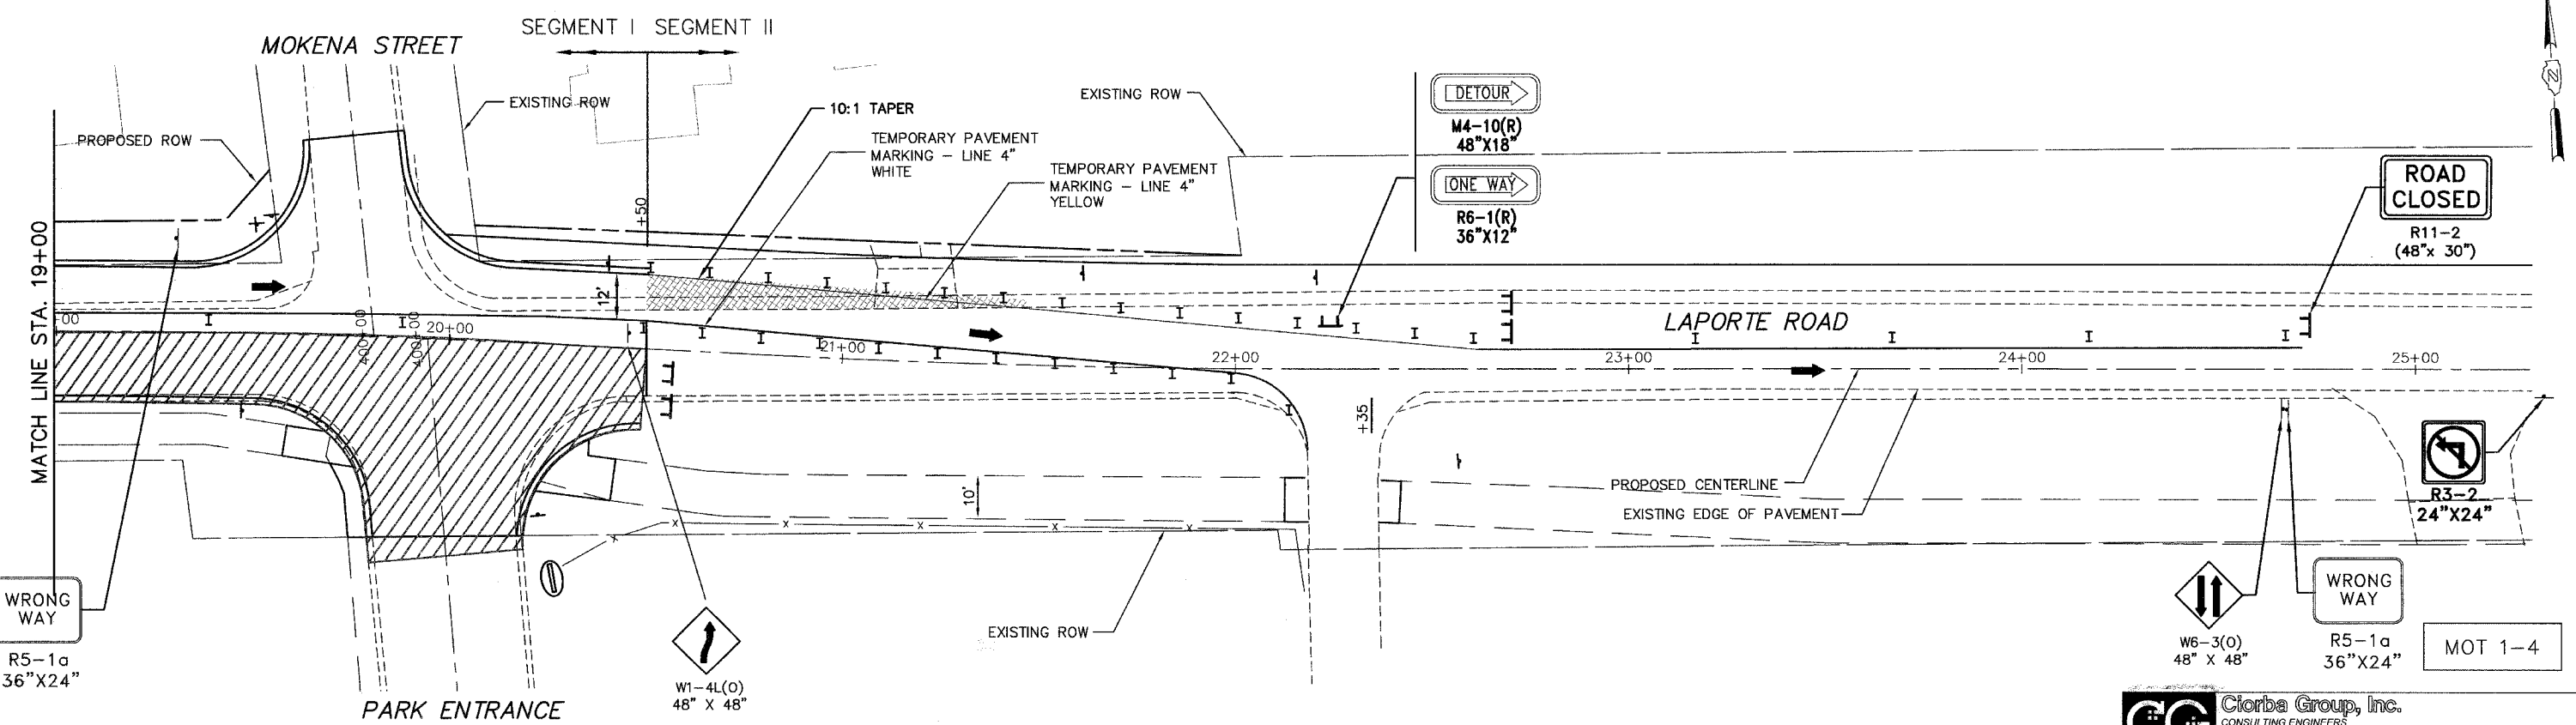 SEGMENT I SEGMENT II
MOKENA STREET
EXISTING ROW
PROPOSED ROW
10:1 TAPER
TEMPORARY PAVEMENT
MARKING – LINE 4"
WHITE
TEMPORARY PAVEMENT
MARKING – LINE 4"
YELLOW
EXISTING ROW
DETOUR
M4-10(R)
48"X18"
ONE WAY
R6-1(R)
36"X12"
ROAD
CLOSED
R11-2
(48"x 30")
MATCH LINE STA. 19+00
+50
12'
LAPORTE ROAD
+00
400+00
400+00
20+00
21+00
22+00
23+00
24+00
25+00
+35
10'
PROPOSED CENTERLINE
EXISTING EDGE OF PAVEMENT
R3-2
24"X24"
WRONG
WAY
R5-1a
36"X24"
W1-4L(O)
48" X 48"
EXISTING ROW
W6-3(O)
48" X 48"
WRONG
WAY
R5-1a
36"X24"
MOT 1-4
PARK ENTRANCE
Ciorba Group, Inc.
CONSULTING ENGINEERS